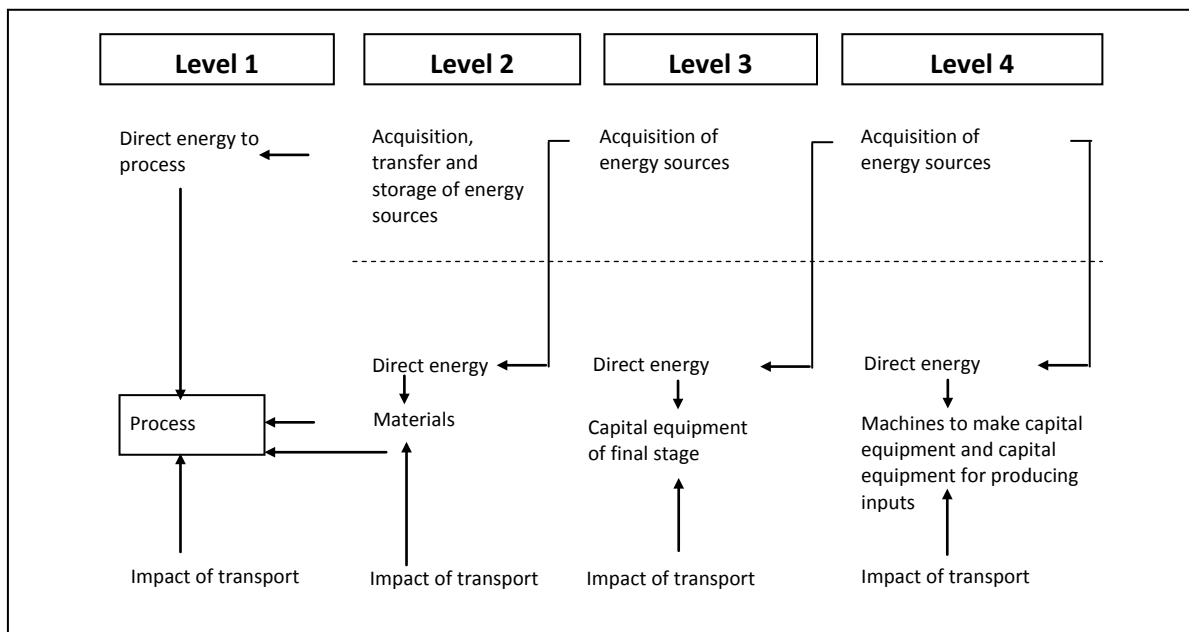 Level 1
Level 2
Level 3
Level 4
Direct energy to
process
Acquisition,
transfer and
storage of energy
sources
Acquisition of
energy sources
Acquisition of
energy sources
Direct energy
Direct energy
Direct energy
Process
Materials
Capital equipment
of final stage
Machines to make capital
equipment and capital
equipment for producing
inputs
Impact of transport
Impact of transport
Impact of transport
Impact of transport